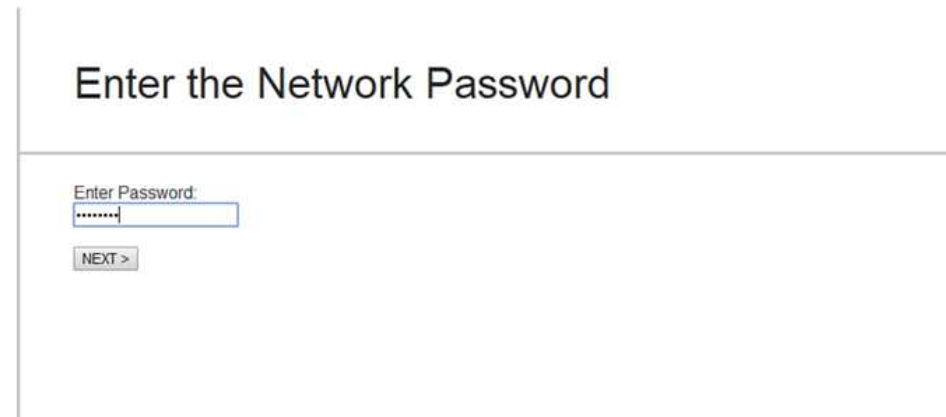 Enter the Network Password
Enter Password:
••••••••
NEXT >